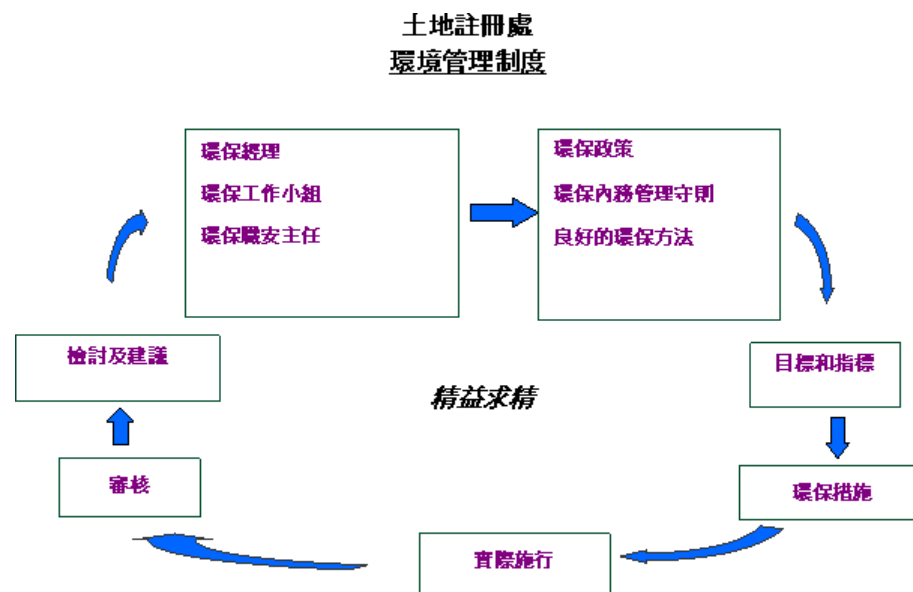 土地註冊處
環境管理制度
環保經理
環保工作小組
環保職安主任
環保政策
環保內務管理守則
良好的環保方法
檢討及建議
目標和指標
精益求精
審核
環保措施
實際施行